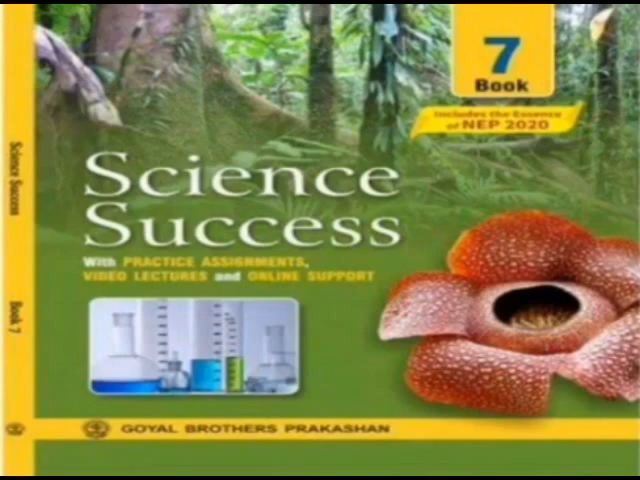 7
Book
Includes the Essence
of NEP 2020
Science
Success
With PRACTICE ASSIGNMENTS,
VIDEO LECTURES and ONLINE SUPPORT
GOYAL BROTHERS PRAKASHAN
Science Success
Book 7